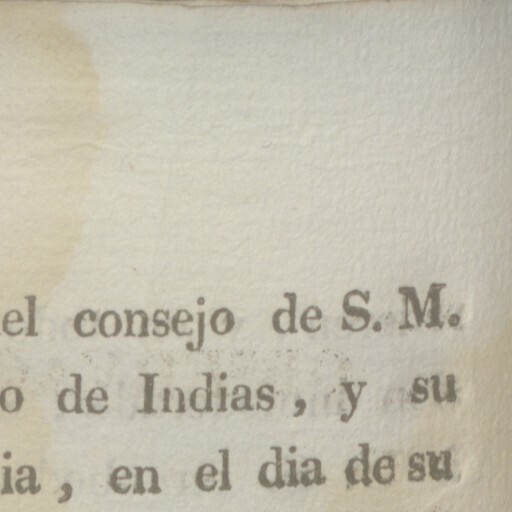 el consejo de S. M.
o de Indias, y su
ia, en el dia de su